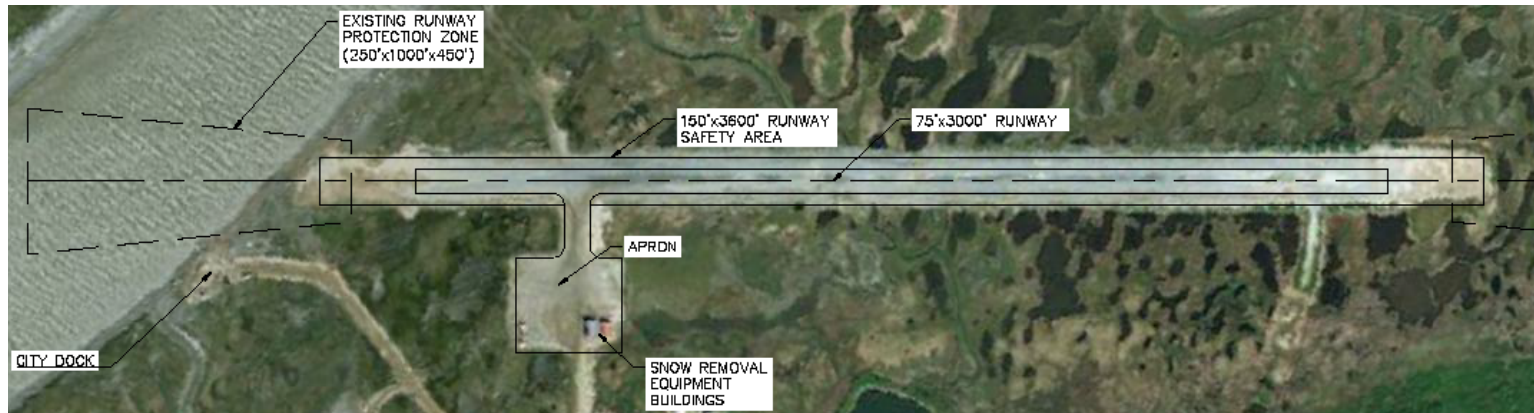 EXISTING RUNWAY
PROTECTION ZONE
(250'x1000'x450')
150'x3600' RUNWAY
SAFETY AREA
75'x3000' RUNWAY
APRON
CITY DOCK
SNOW REMOVAL
EQUIPMENT
BUILDINGS